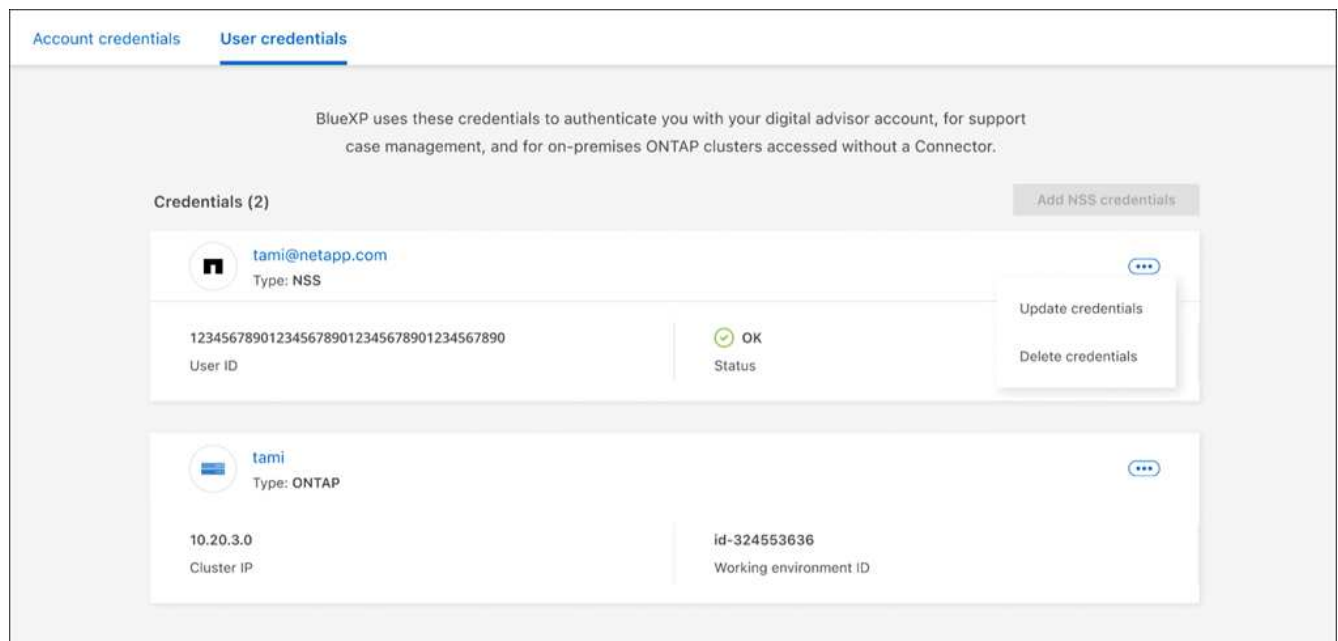 Account credentials
User credentials
BlueXP uses these credentials to authenticate you with your digital advisor account, for support
case management, and for on-premises ONTAP clusters accessed without a Connector.
Credentials (2)
Add NSS credentials
tami@netapp.com
Type: NSS
Update credentials
1234567890123456789012345678901234567890
User ID
OK
Status
Delete credentials
tami
Type: ONTAP
10.20.3.0
Cluster IP
id-324553636
Working environment ID